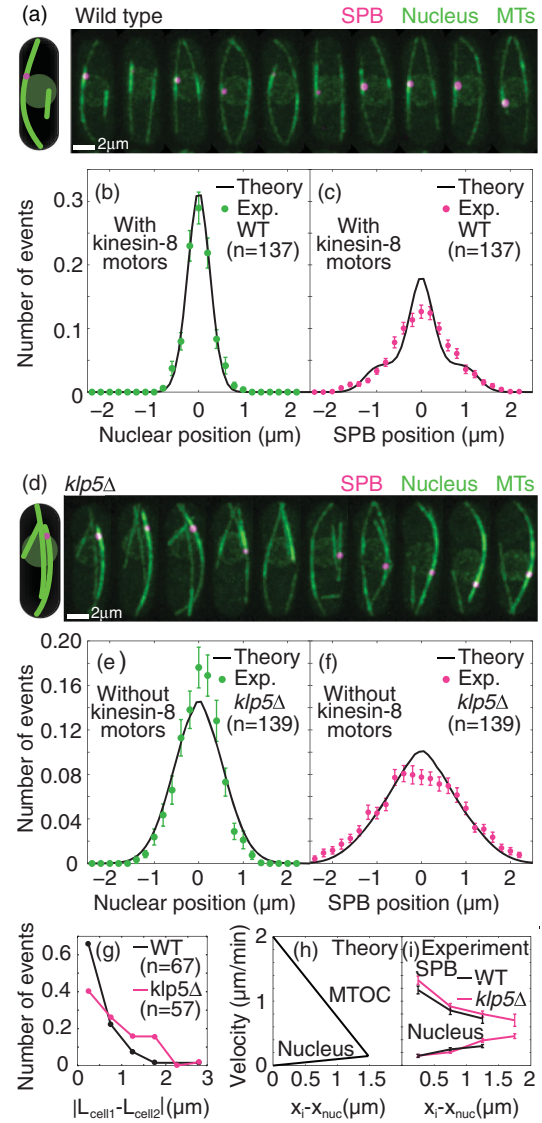 (a) Wild type SPB Nucleus MTs
2μm
(b) Theory
Exp.
WT
(n=137)
With
kinesin-8
motors
(c) Theory
Exp.
WT
(n=137)
With
kinesin-8
motors
Number of events
0.3
0.2
0.1
0
−2 −1 0 1 2
Nuclear position (μm)
−2 −1 0 1 2
SPB position (μm)
(d) klp5Δ SPB Nucleus MTs
2μm
(e) Theory
Exp.
klp5Δ
(n=139)
Without
kinesin-8
motors
(f) Theory
Exp.
klp5Δ
(n=139)
Without
kinesin-8
motors
Number of events
0.20
0.16
0.12
0.08
0.04
0
−2 −1 0 1 2
Nuclear position (μm)
−2 −1 0 1 2
SPB position (μm)
(g) WT
(n=67)
klp5Δ
(n=57)
Number of events
0.6
0.4
0.2
0
0 1 2 3
|Lcell1-Lcell2|(μm)
(h) Theory
MTOC
Nucleus
Velocity (μm/min)
2
1
0
0 0.5 1 1.5
xi-xnuc(μm)
(i) Experiment
SPB WT
klp5Δ
Nucleus
0.5 1 1.5
xi-xnuc(μm)